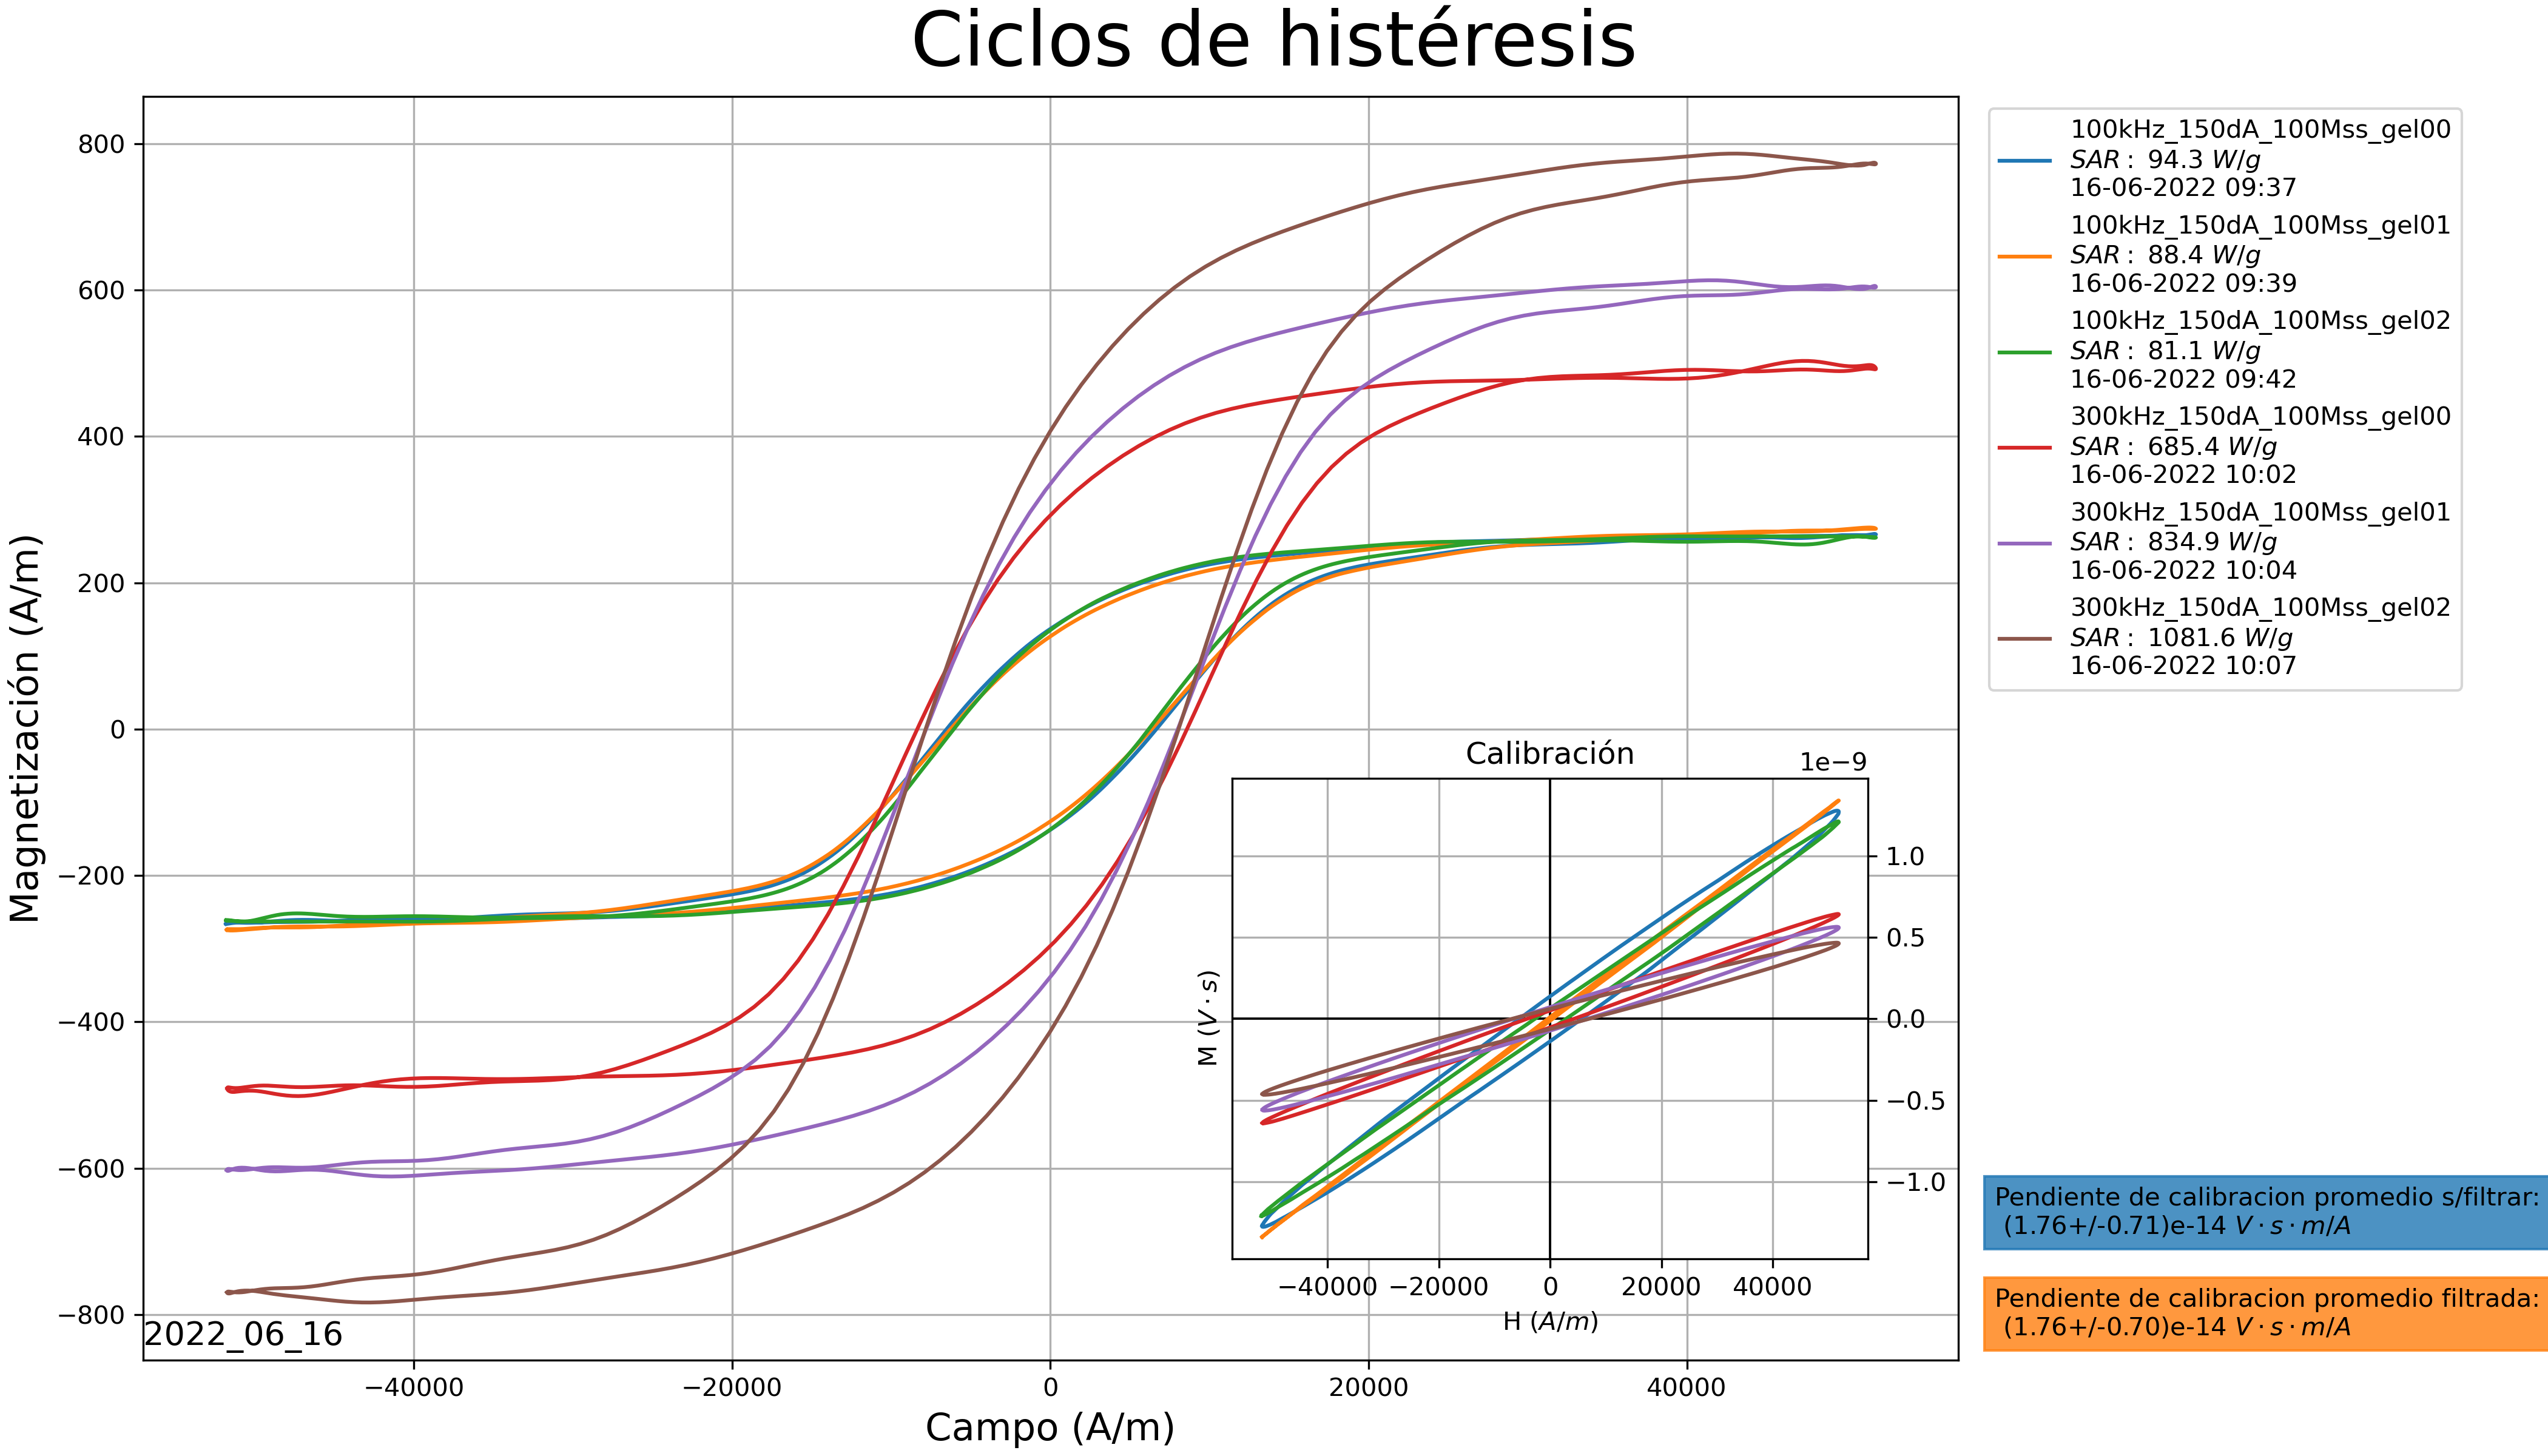 Ciclos de histéresis
Magnetización (A/m)
800
600
400
200
0
−200
−400
−600
−800
−40000
−20000
0
20000
40000
Campo (A/m)
2022_06_16
100kHz_150dA_100Mss_gel00
SAR : 94.3 W/g
16-06-2022 09:37
100kHz_150dA_100Mss_gel01
SAR : 88.4 W/g
16-06-2022 09:39
100kHz_150dA_100Mss_gel02
SAR : 81.1 W/g
16-06-2022 09:42
300kHz_150dA_100Mss_gel00
SAR : 685.4 W/g
16-06-2022 10:02
300kHz_150dA_100Mss_gel01
SAR : 834.9 W/g
16-06-2022 10:04
300kHz_150dA_100Mss_gel02
SAR : 1081.6 W/g
16-06-2022 10:07
Calibración
1e−9
M (V · s)
1.0
0.5
0.0
−0.5
−1.0
−40000
−20000
0
20000
40000
H (A/m)
Pendiente de calibracion promedio s/filtrar:
(1.76+/-0.71)e-14 V · s · m/A
Pendiente de calibracion promedio filtrada:
(1.76+/-0.70)e-14 V · s · m/A